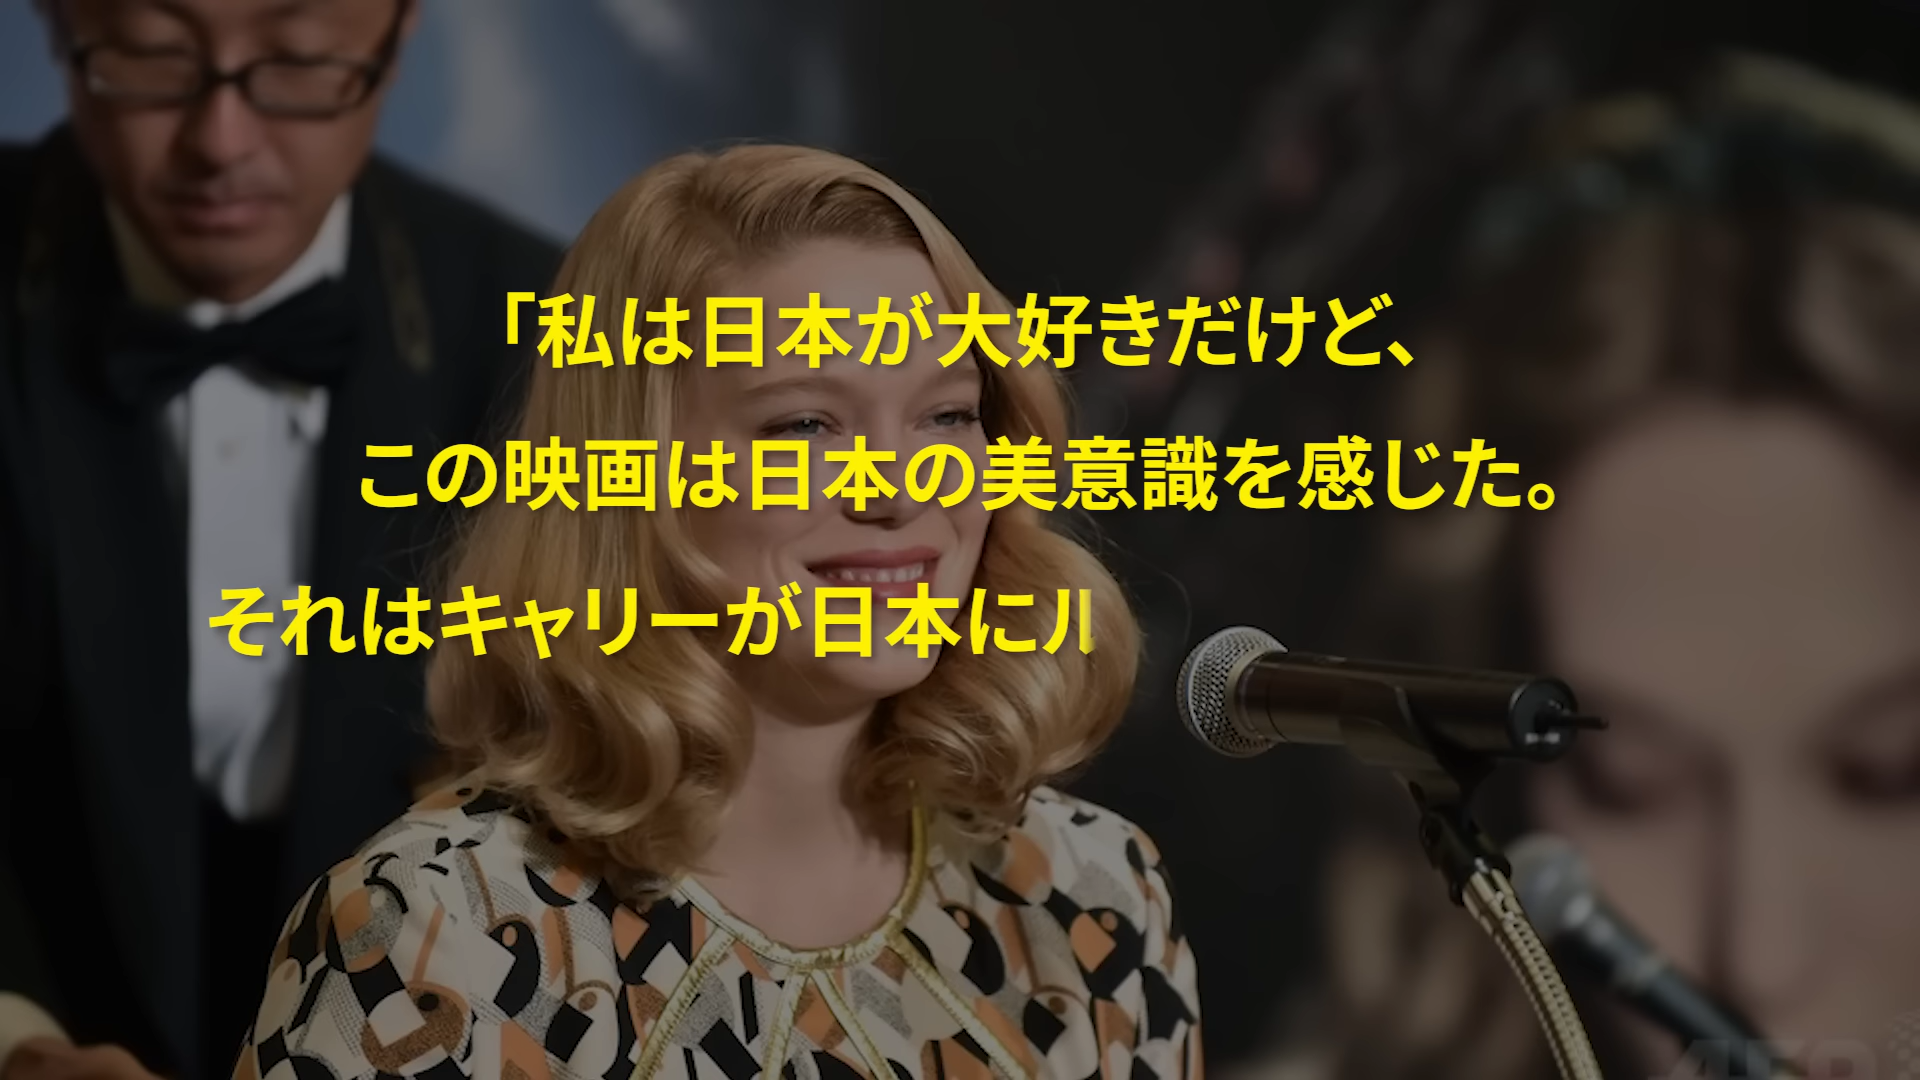 「私は日本が大好きだけど、
この映画は日本の美意識を感じた。
それはキャリーが日本に